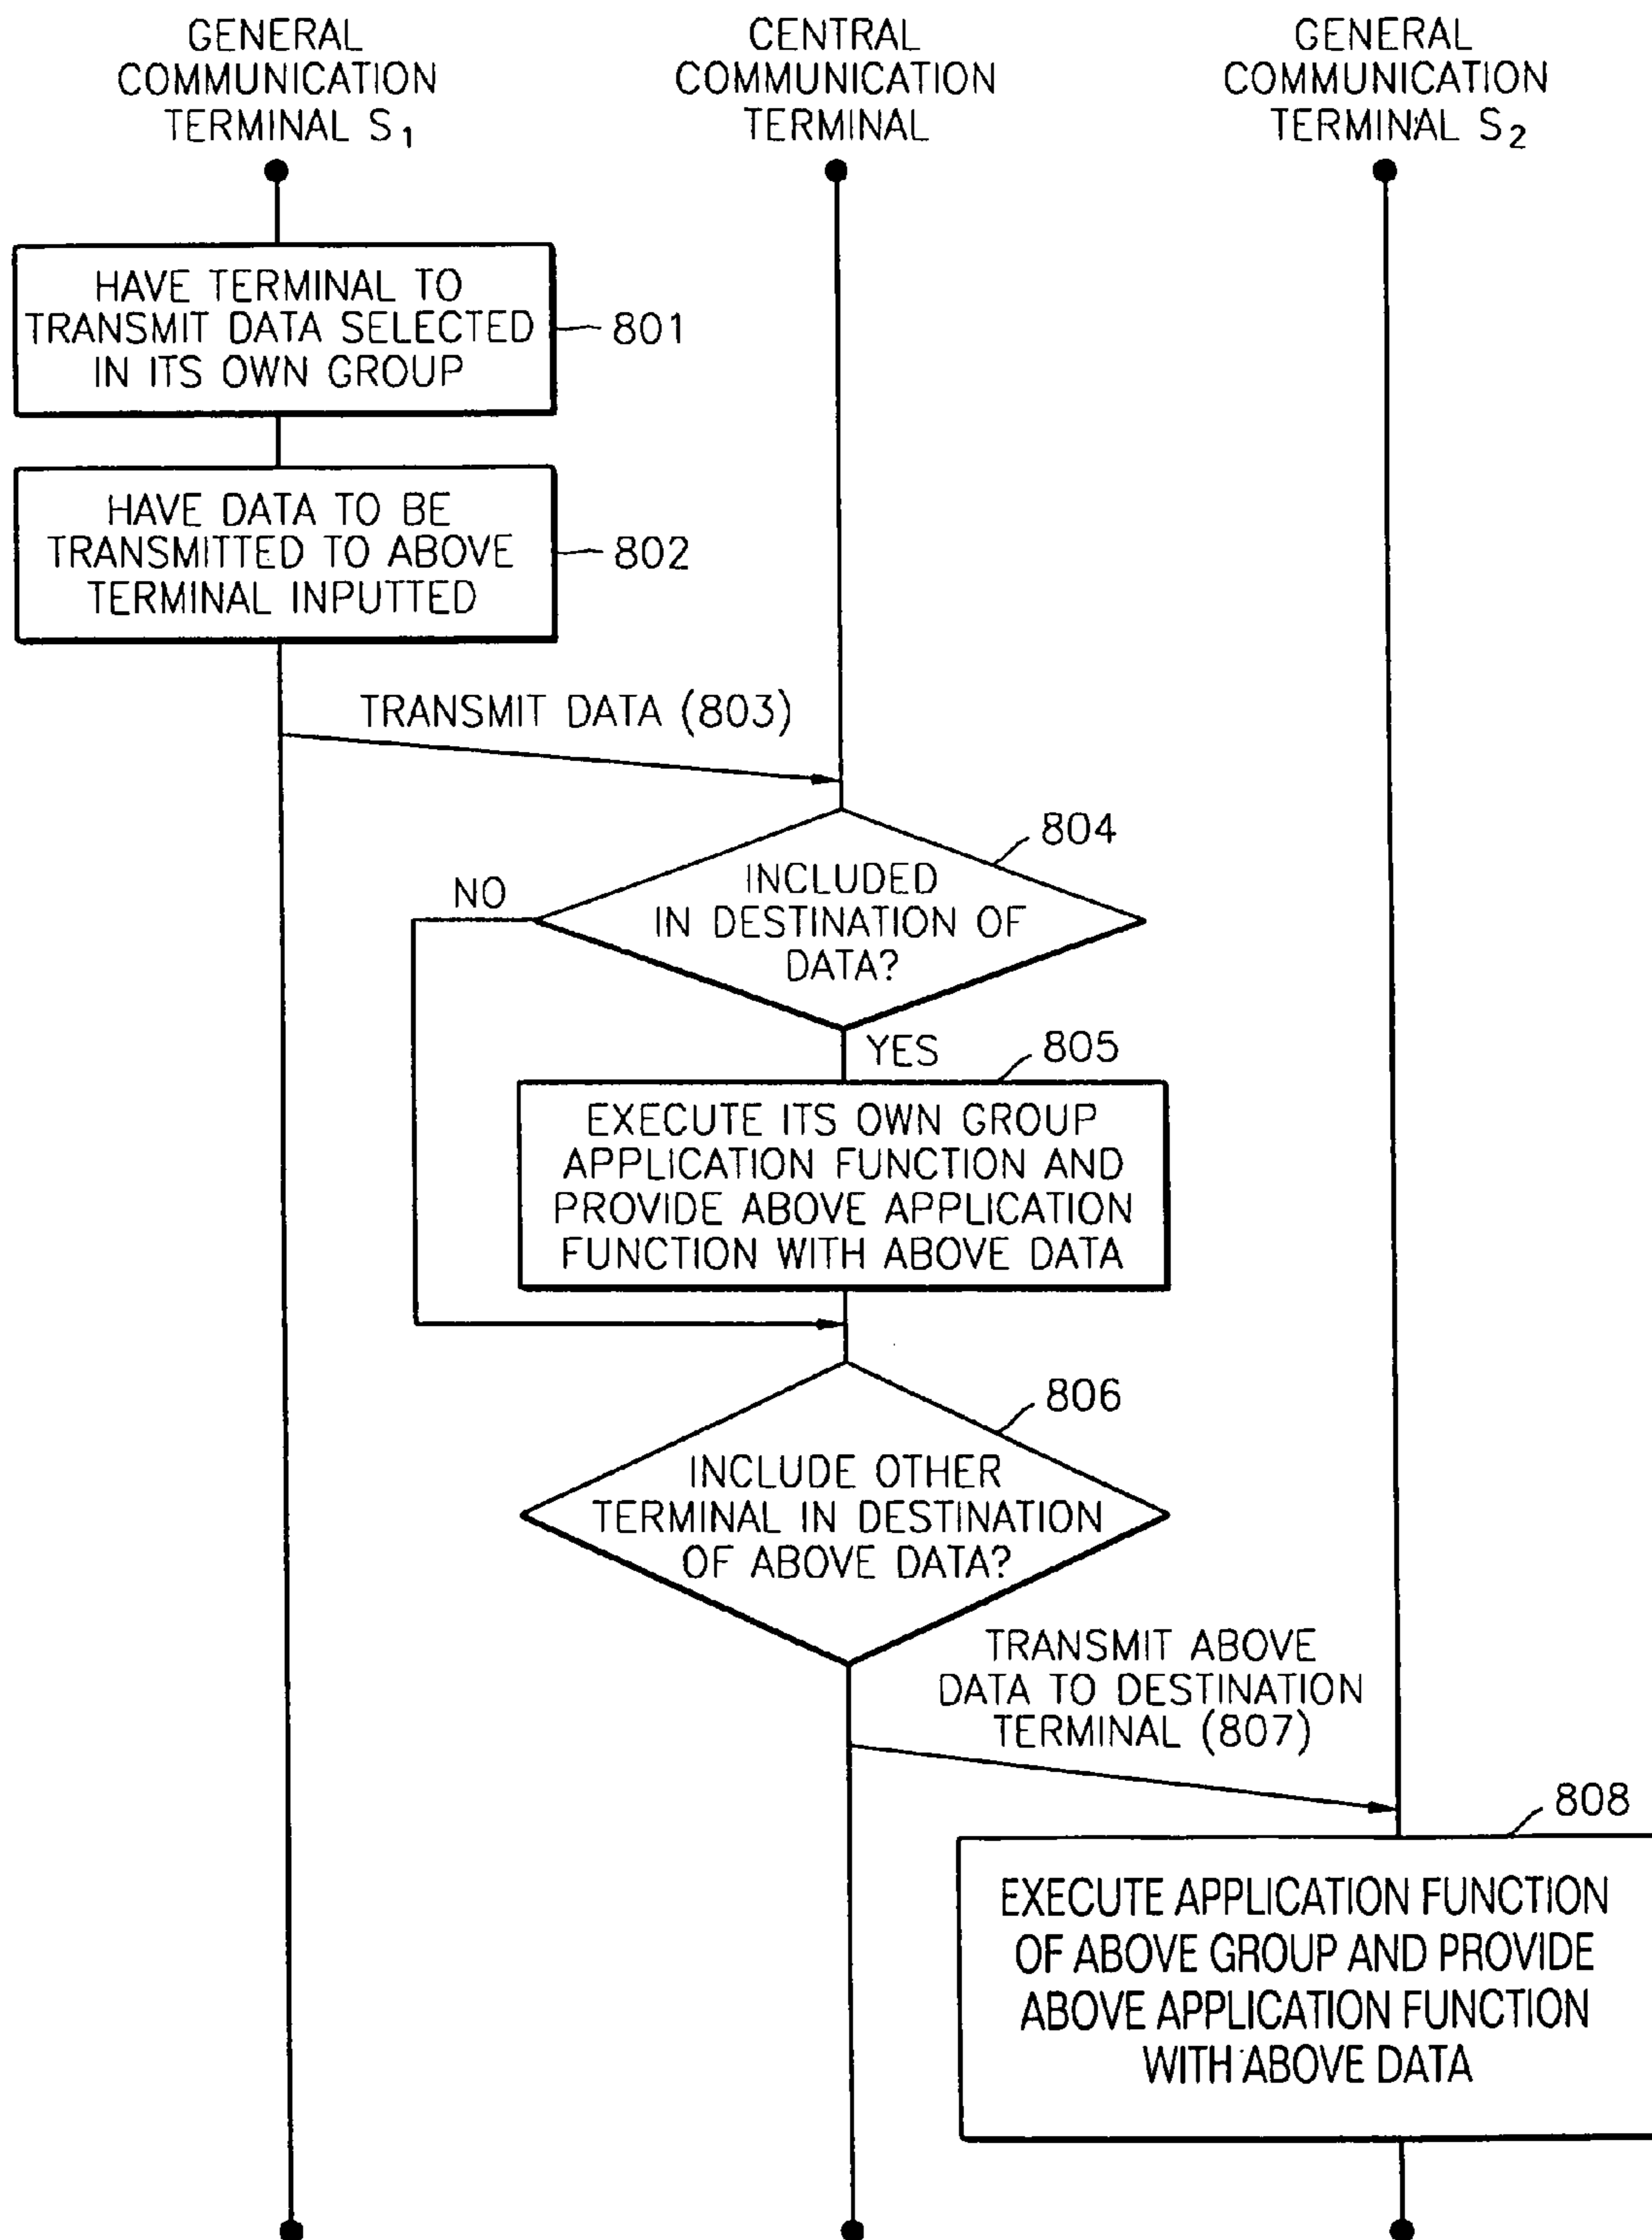 GENERAL
COMMUNICATION
TERMINAL S1
CENTRAL
COMMUNICATION
TERMINAL
GENERAL
COMMUNICATION
TERMINAL S2
HAVE TERMINAL TO
TRANSMIT DATA SELECTED
IN ITS OWN GROUP
801
HAVE DATA TO BE
TRANSMITTED TO ABOVE
TERMINAL INPUTTED
802
TRANSMIT DATA (803)
804
INCLUDED
IN DESTINATION OF
DATA?
NO
YES
805
EXECUTE ITS OWN GROUP
APPLICATION FUNCTION AND
PROVIDE ABOVE APPLICATION
FUNCTION WITH ABOVE DATA
806
INCLUDE OTHER
TERMINAL IN DESTINATION
OF ABOVE DATA?
TRANSMIT ABOVE
DATA TO DESTINATION
TERMINAL (807)
808
EXECUTE APPLICATION FUNCTION
OF ABOVE GROUP AND PROVIDE
ABOVE APPLICATION FUNCTION
WITH ABOVE DATA